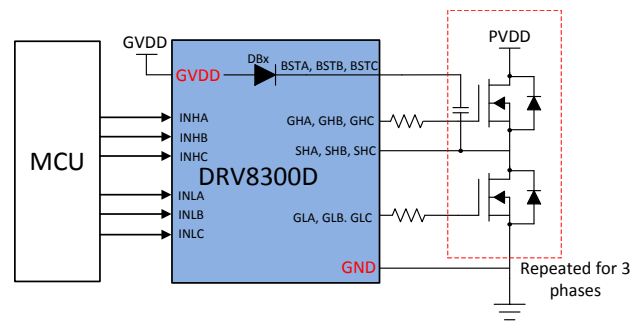 GVDD
PVDD
DBx
GVDD
BSTA, BSTB, BSTC
INHA
GHA, GHB, GHC
INHB
INHC
SHA, SHB, SHC
MCU
DRV8300D
INLA
INLB
GLA, GLB. GLC
INLC
GND
Repeated for 3
phases